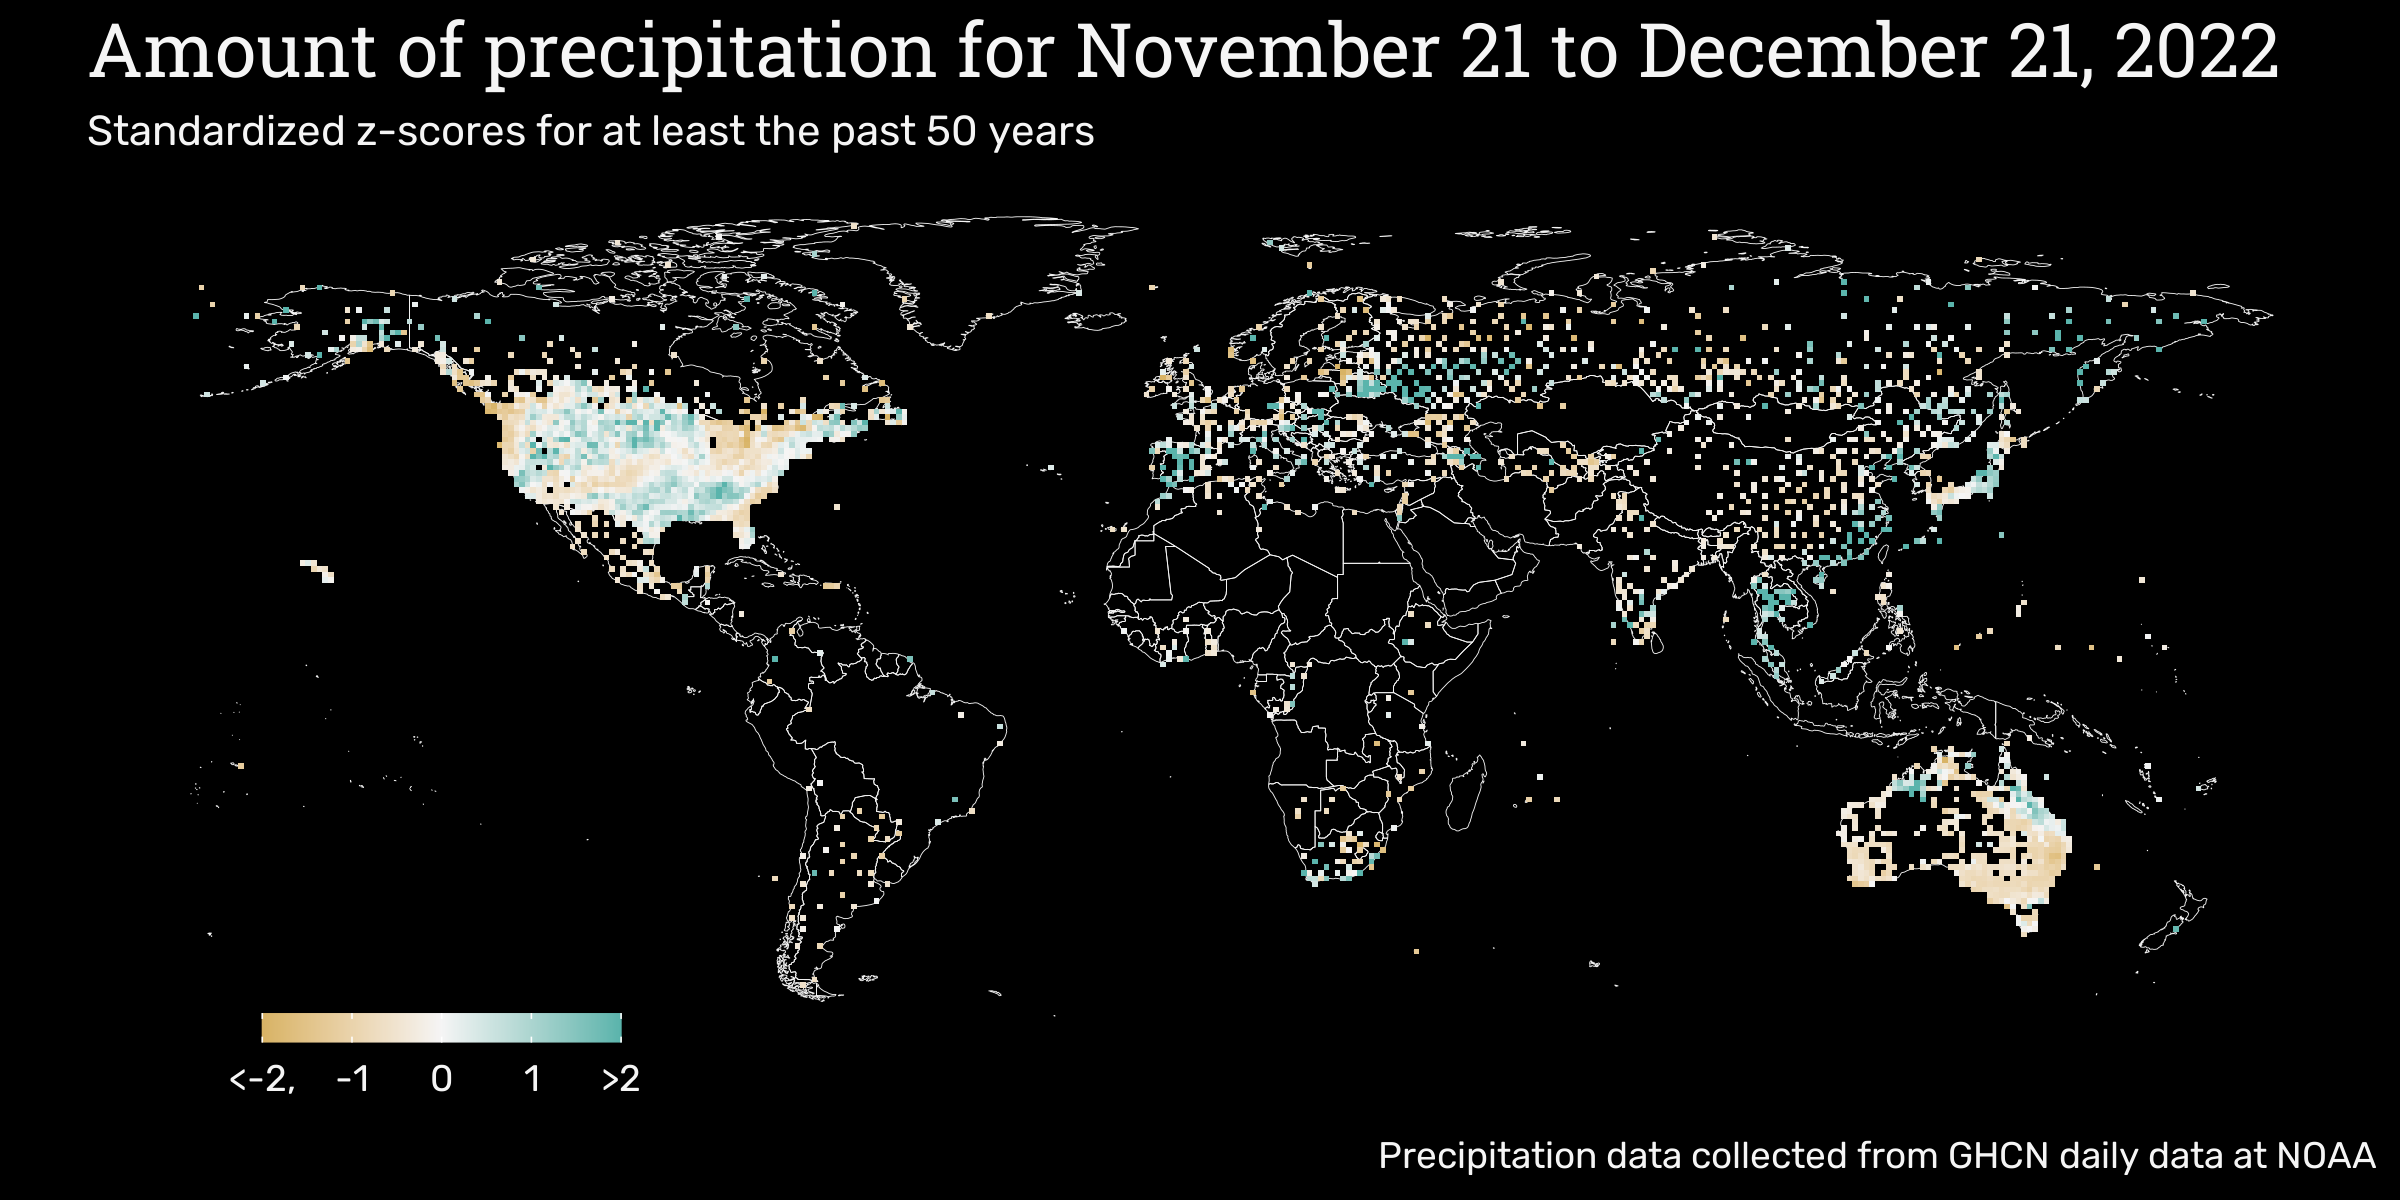 Amount of precipitation for November 21 to December 21, 2022
Standardized z-scores for at least the past 50 years
<-2, -1 0 1 >2
Precipitation data collected from GHCN daily data at NOAA